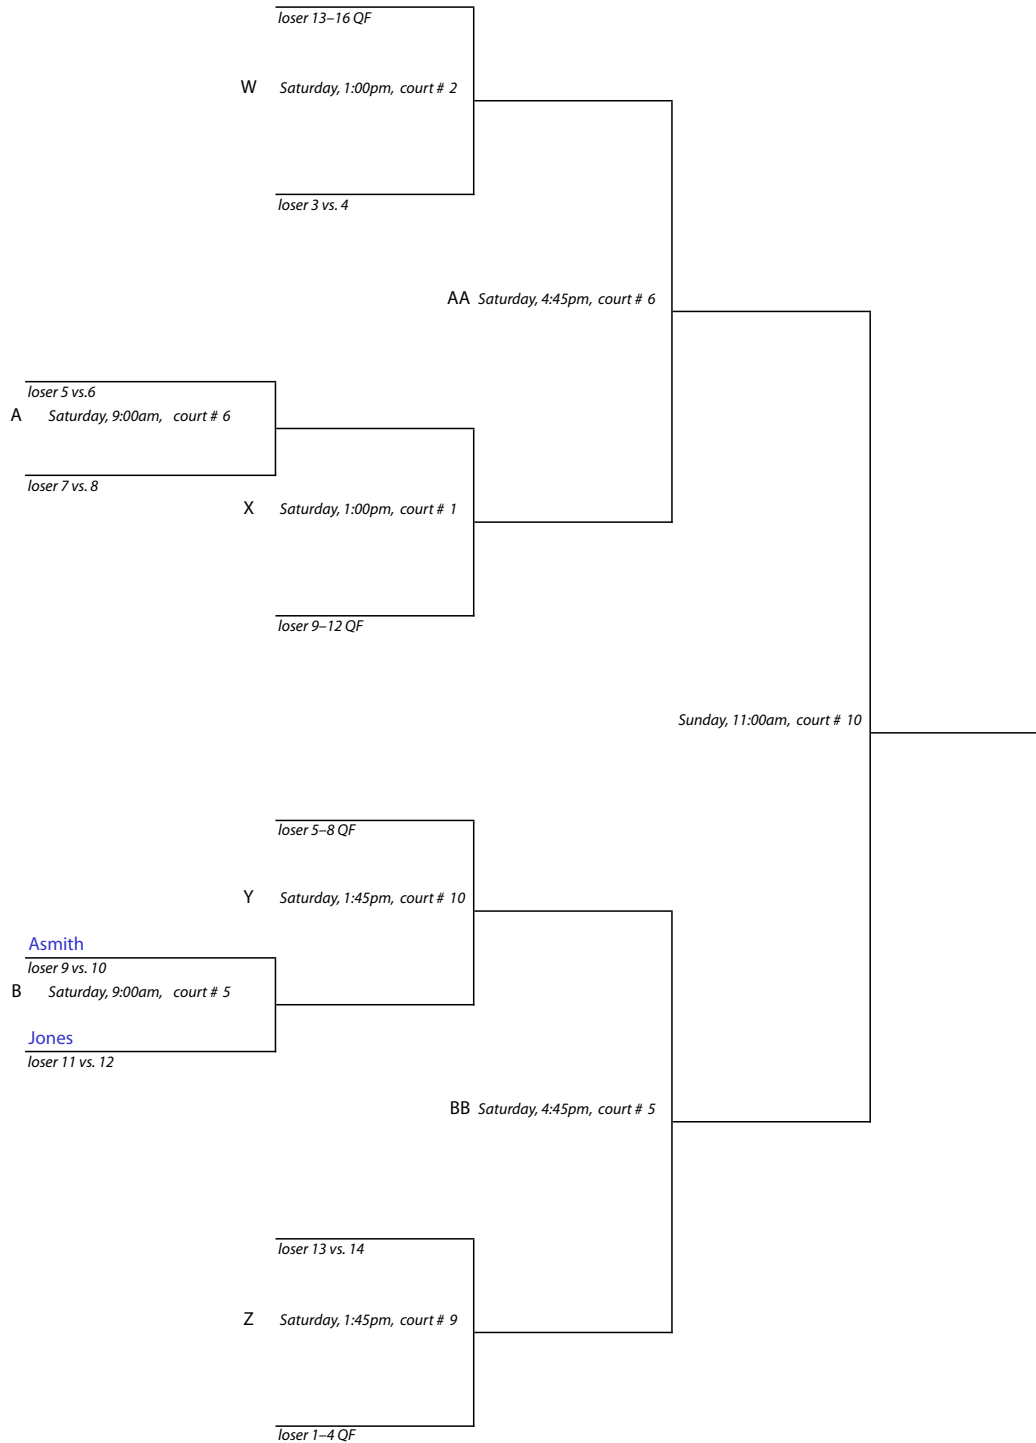 loser 13–16 QF
W Saturday, 1:00pm, court # 2
loser 3 vs. 4
AA Saturday, 4:45pm, court # 6
loser 5 vs.6
A Saturday, 9:00am, court # 6
loser 7 vs. 8
X Saturday, 1:00pm, court # 1
loser 9–12 QF
Sunday, 11:00am, court # 10
loser 5–8 QF
Y Saturday, 1:45pm, court # 10
Asmith
loser 9 vs. 10
B Saturday, 9:00am, court # 5
Jones
loser 11 vs. 12
BB Saturday, 4:45pm, court # 5
loser 13 vs. 14
Z Saturday, 1:45pm, court # 9
loser 1–4 QF